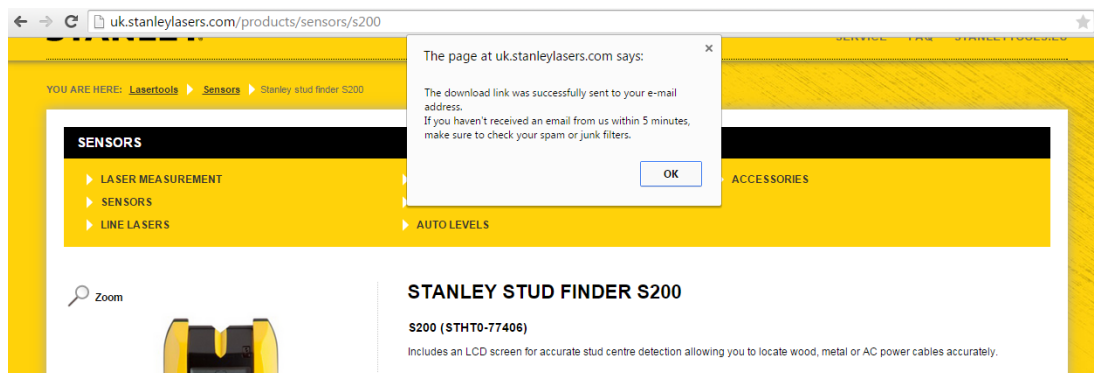 uk.stanleylasers.com/products/sensors/s200
The page at uk.stanleylasers.com says:
The download link was successfully sent to your e-mail
address.
If you haven't received an email from us within 5 minutes,
make sure to check your spam or junk filters.
OK
STANLEY
SERVICE FAQ STANLEYTOOLS.EU
YOU ARE HERE: Lasertools Sensors Stanley stud finder S200
SENSORS
LASER MEASUREMENT
ACCESSORIES
SENSORS
LINE LASERS
AUTO LEVELS
Zoom
STANLEY STUD FINDER S200
S200 (STHT0-77406)
Includes an LCD screen for accurate stud centre detection allowing you to locate wood, metal or AC power cables accurately.